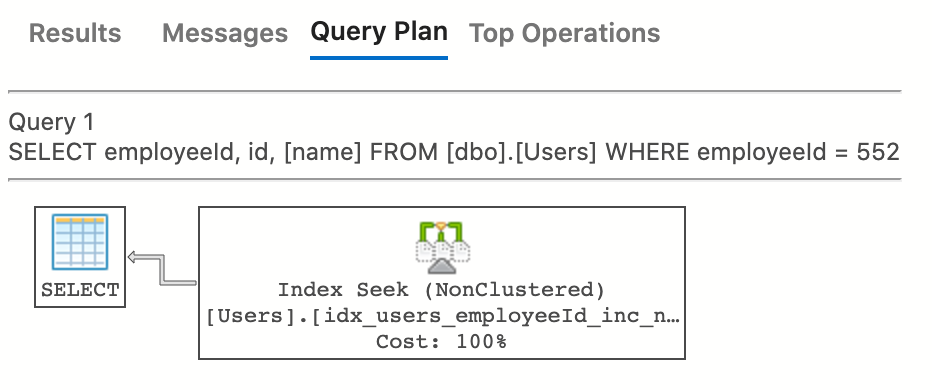 Results Messages Query Plan Top Operations
Query 1
SELECT employeeId, id, [name] FROM [dbo].[Users] WHERE employeeId = 552
SELECT
Index Seek (NonClustered)
[Users].[idx_users_employeeId_inc_n…
Cost: 100%